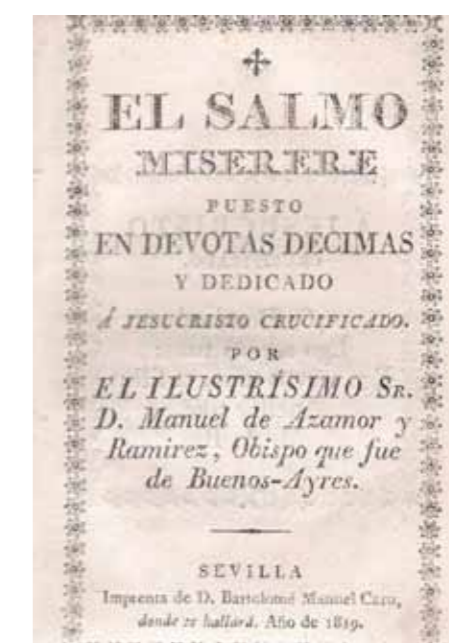 EL SALMO
MISERERE
PUESTO
EN DEVOTAS DECIMAS
Y DEDICADO
Á JESUCRISTO CRUCIFICADO.
POR
EL ILUSTRÍSIMO SR.
D. Manuel de Azamor y
Ramirez, Obispo que fue
de Buenos-Ayres.
SEVILLA
Imprenta de D. Bartolomé Manuel Caro,
donde se hallará. Año de 1819.